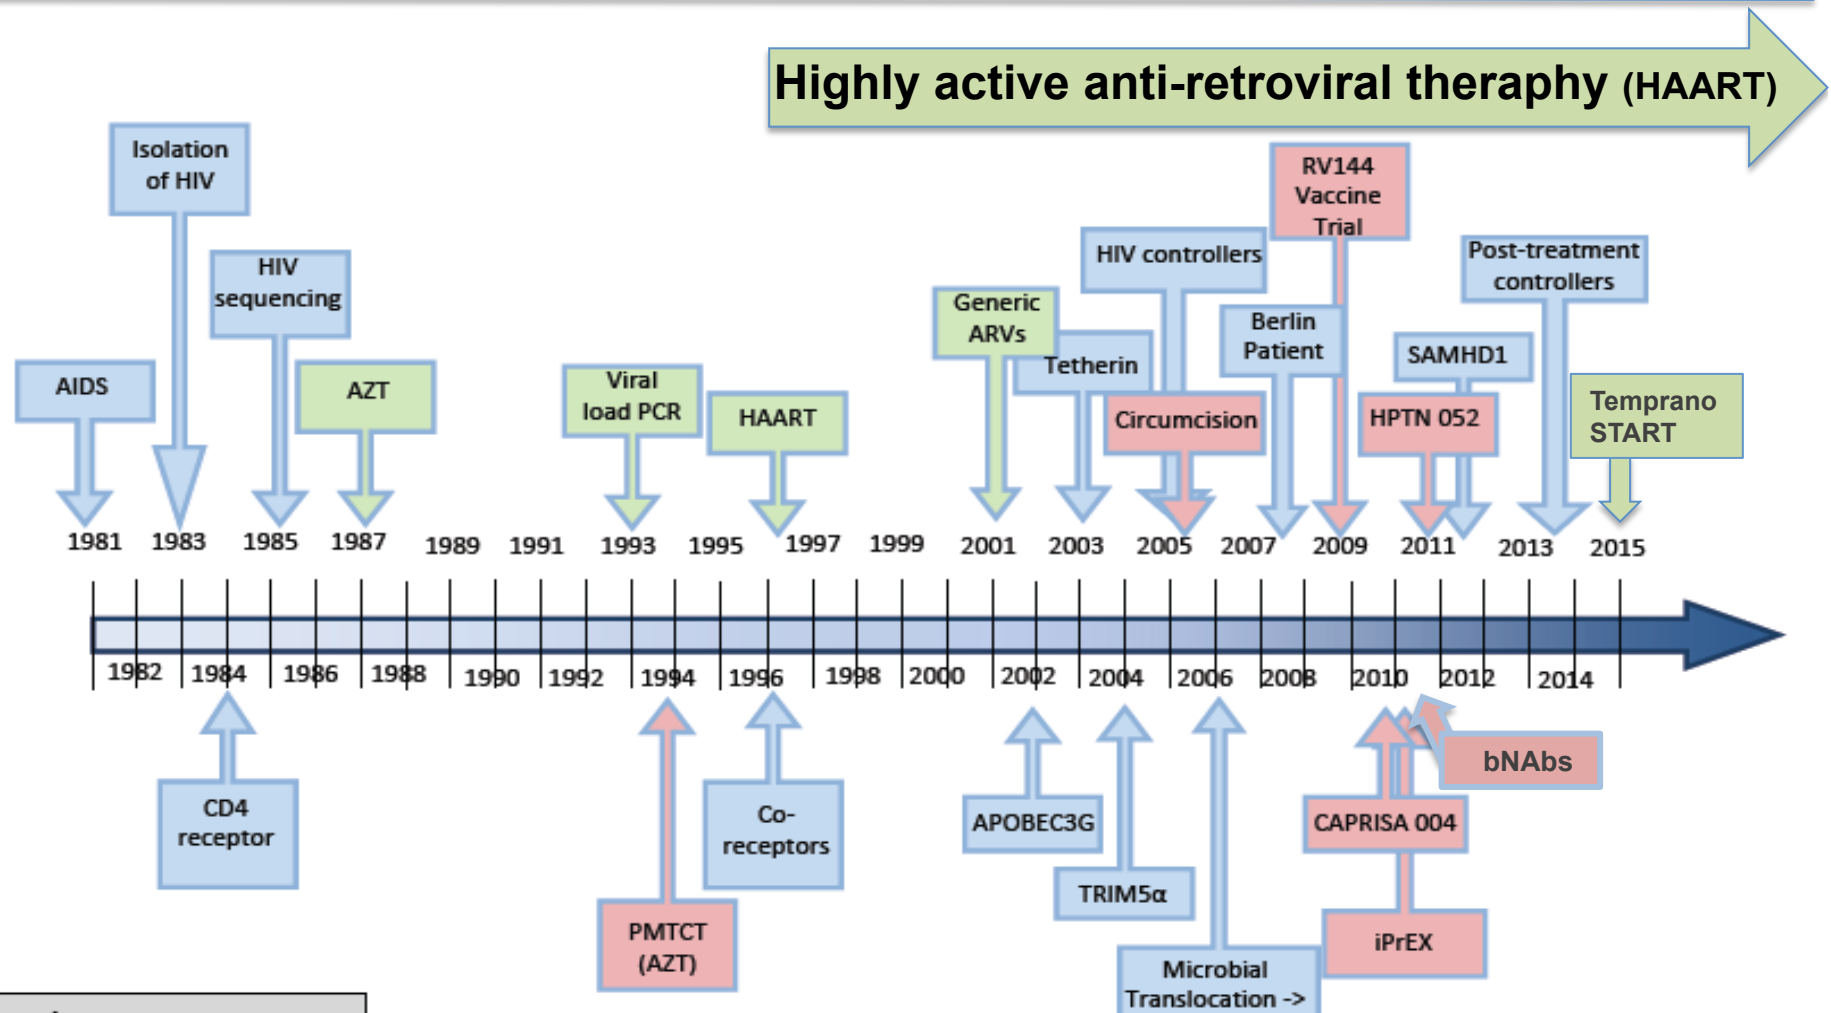 Highly active anti-retroviral theraphy (HAART)
Isolation
of HIV
RV144
Vaccine
Trial
HIV controllers
Post-treatment
controllers
HIV
sequencing
Generic
ARVs
Berlin
Patient
Tetherin
SAMHD1
AIDS
AZT
Viral
load PCR
HAART
Circumcision
HPTN 052
Temprano
START
1981 1983 1985 1987 1989 1991 1993 1995 1997 1999 2001 2003 2005 2007 2009 2011 2013 2015
1982 1984 1986 1988 1990 1992 1994 1996 1998 2000 2002 2004 2006 2008 2010 2012 2014
bNAbs
CD4
receptor
Co-
receptors
APOBEC3G
CAPRISA 004
TRIM5α
PMTCT
(AZT)
iPrEX
Microbial
Translocation ->